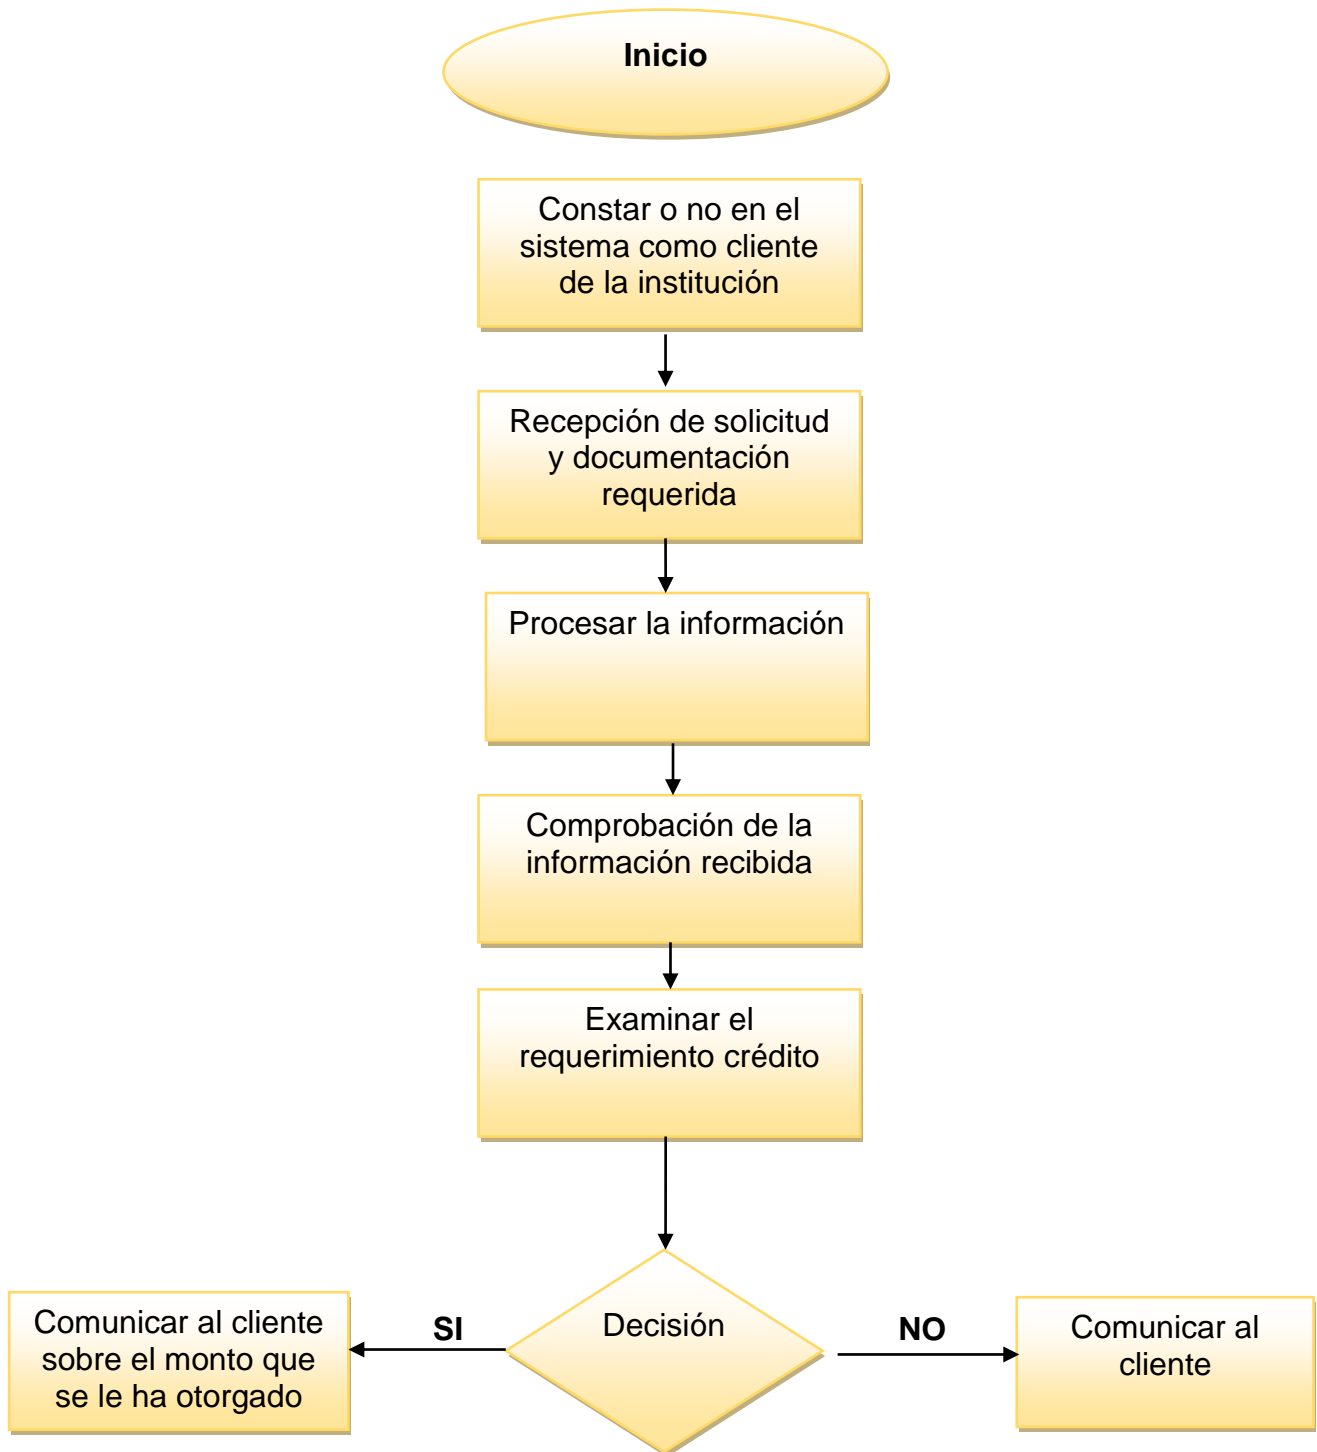 Inicio
Constar o no en el
sistema como cliente
de la institución
Recepción de solicitud
y documentación
requerida
Procesar la información
Comprobación de la
información recibida
Examinar el
requerimiento crédito
Decisión
SI
NO
Comunicar al cliente
sobre el monto que
se le ha otorgado
Comunicar al
cliente